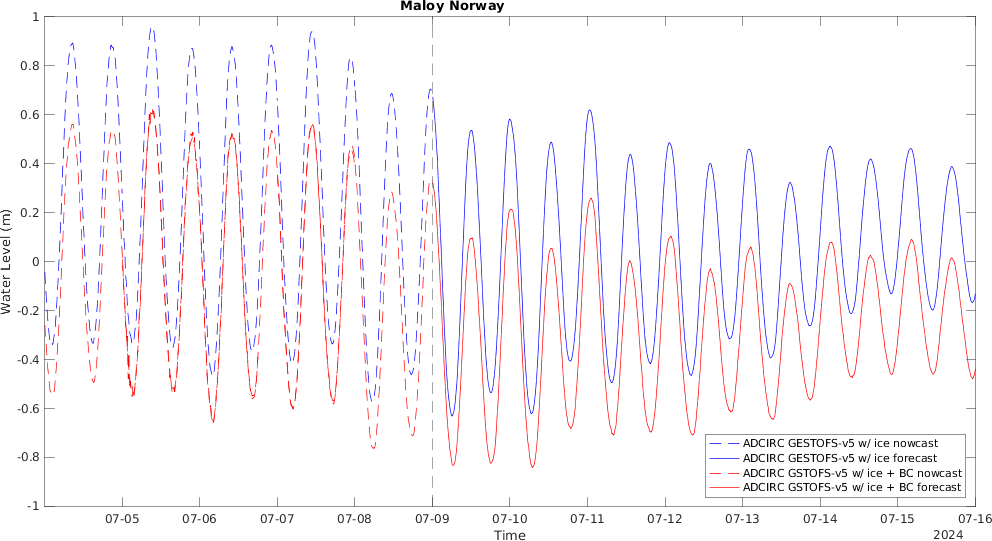 Maloy Norway
1
0.8
0.6
0.4
0.2
0
-0.2
-0.4
-0.6
-0.8
-1
Water Level (m)
07-05 07-06 07-07 07-08 07-09 07-10 07-11 07-12 07-13 07-14 07-15 07-16
Time
2024
ADCIRC GESTOFS-v5 w/ ice nowcast
ADCIRC GESTOFS-v5 w/ ice forecast
ADCIRC GSTOFS-v5 w/ ice + BC nowcast
ADCIRC GSTOFS-v5 w/ ice + BC forecast